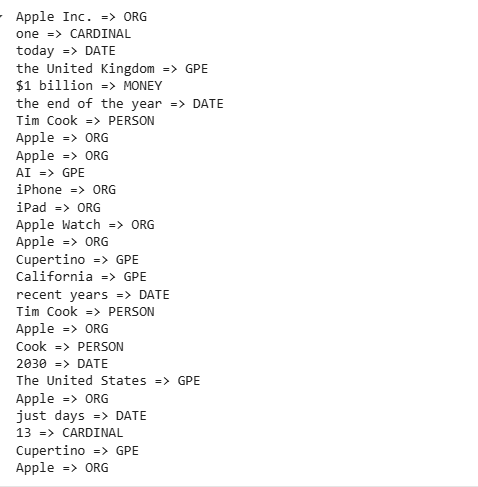 Apple Inc. => ORG
one => CARDINAL
today => DATE
the United Kingdom => GPE
$1 billion => MONEY
the end of the year => DATE
Tim Cook => PERSON
Apple => ORG
Apple => ORG
AI => GPE
iPhone => ORG
iPad => ORG
Apple Watch => ORG
Apple => ORG
Cupertino => GPE
California => GPE
recent years => DATE
Tim Cook => PERSON
Apple => ORG
Cook => PERSON
2030 => DATE
The United States => GPE
Apple => ORG
just days => DATE
13 => CARDINAL
Cupertino => GPE
Apple => ORG